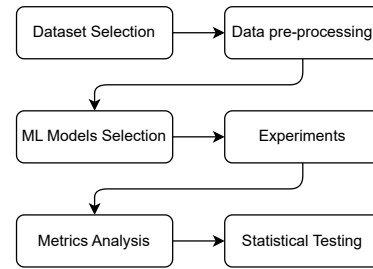 Dataset Selection
Data pre-processing
ML Models Selection
Experiments
Metrics Analysis
Statistical Testing